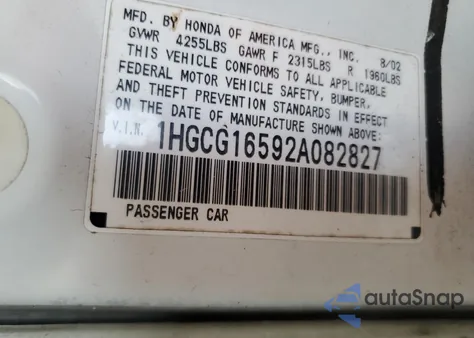 MFD. BY HONDA OF AMERICA MFG., INC. 8/02
GVWR 4255LBS GAWR F 2315LBS R 1960LBS
THIS VEHICLE CONFORMS TO ALL APPLICABLE
FEDERAL MOTOR VEHICLE SAFETY, BUMPER,
AND THEFT PREVENTION STANDARDS IN EFFECT
ON THE DATE OF MANUFACTURE SHOWN ABOVE.
V.I.N. 1HGCG16592A082827
PASSENGER CAR
autaSnap